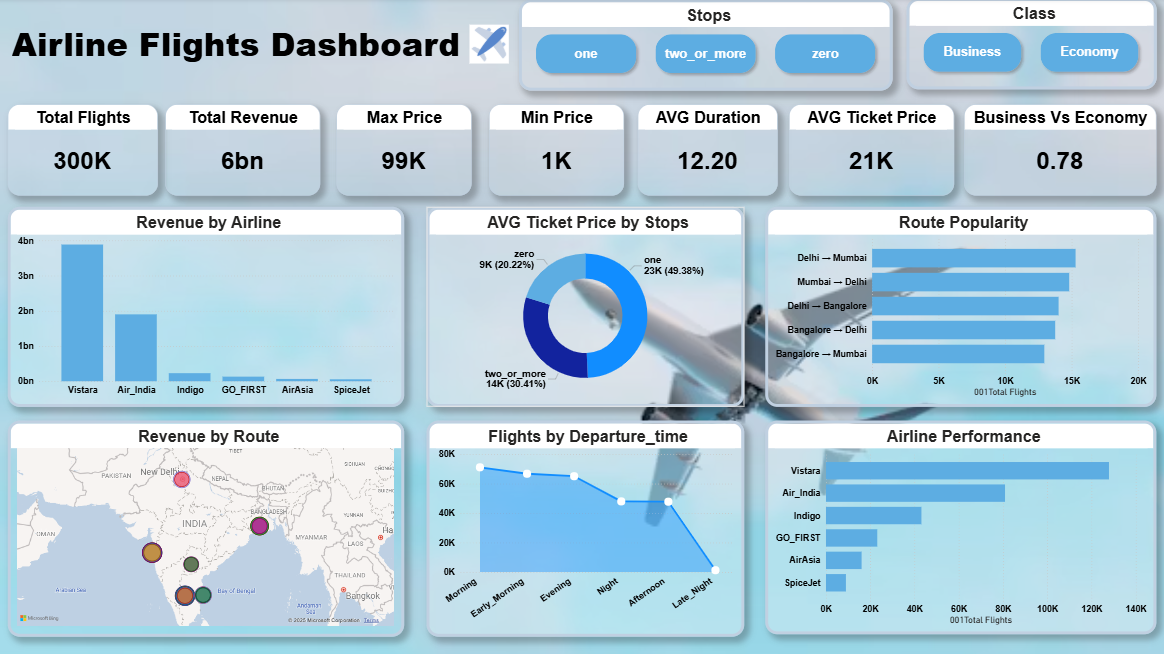 Airline Flights Dashboard
Stops
one
two_or_more
zero
Class
Business
Economy
Total Flights
300K
Total Revenue
6bn
Max Price
99K
Min Price
1K
AVG Duration
12.20
AVG Ticket Price
21K
Business Vs Economy
0.78
Revenue by Airline
4bn
3bn
2bn
1bn
0bn
Vistara
Air_India
Indigo
GO_FIRST
AirAsia
SpiceJet
AVG Ticket Price by Stops
zero
9K (20.22%)
one
23K (49.38%)
two_or_more
14K (30.41%)
Route Popularity
Delhi → Mumbai
Mumbai → Delhi
Delhi → Bangalore
Bangalore → Delhi
Bangalore → Mumbai
0K
5K
10K
15K
20K
001Total Flights
Revenue by Route
TIBET
SICHUAN
PAKISTAN
New Delhi
NEPAL
BHUTAN
BANGLADESH
YUNNAN
INDIA
OMAN
MYANMAR
Ha
LAOS
THAILAND
Bangkok
Arabian Sea
Bay of Bengal
Andaman
Sea
Microsoft Bing
© 2025 Microsoft Corporation Terms
Flights by Departure_time
80K
60K
40K
20K
0K
Morning
Early_Morning
Evening
Night
Afternoon
Late_Night
Airline Performance
Vistara
Air_India
Indigo
GO_FIRST
AirAsia
SpiceJet
0K
20K
40K
60K
80K
100K
120K
140K
001Total Flights